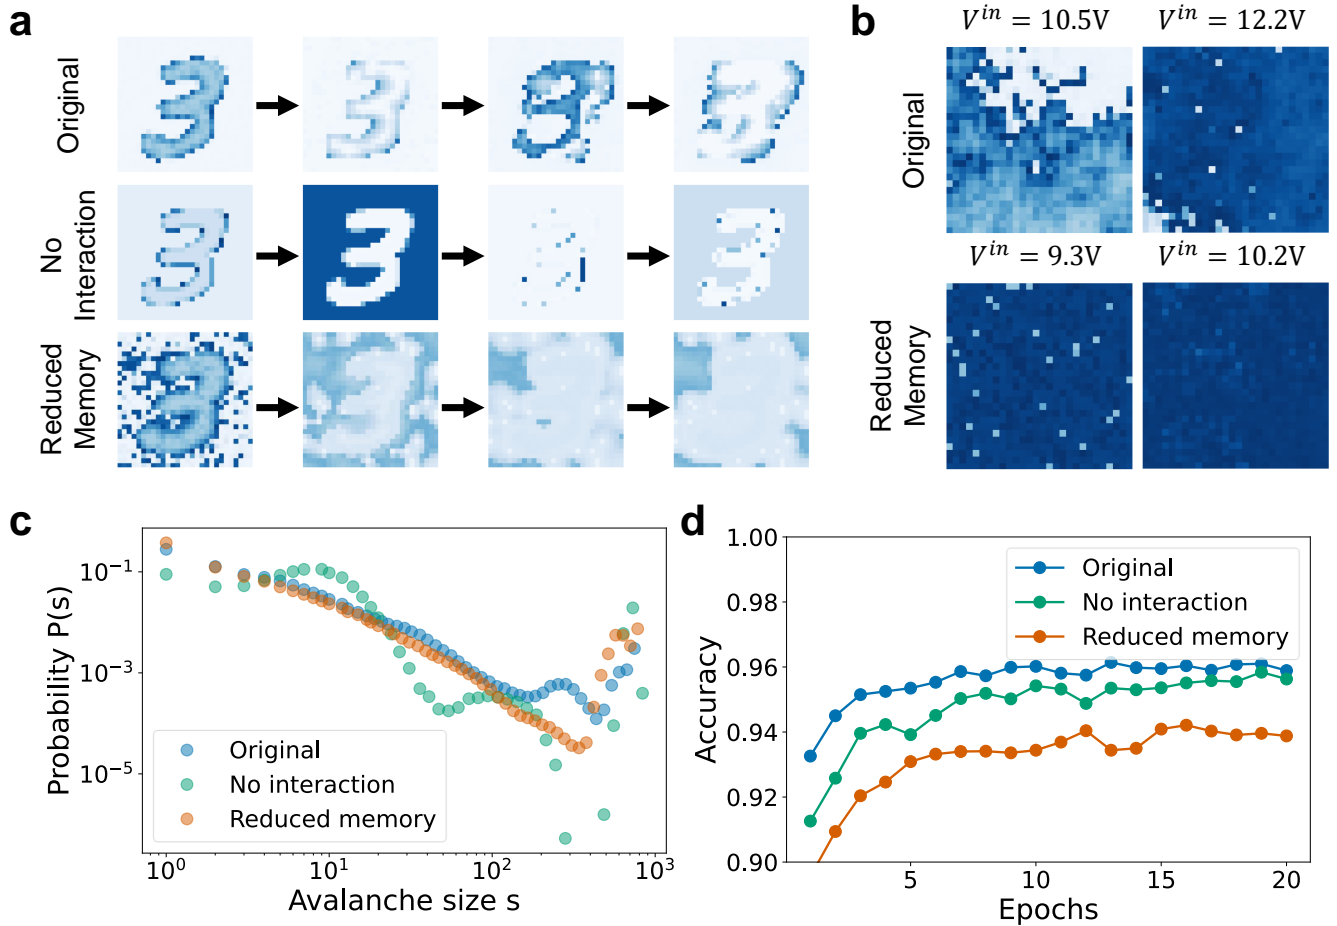 a
Original
No
Interaction
Reduced
Memory
b
V^{in} = 10.5V
V^{in} = 12.2V
Original
V^{in} = 9.3V
V^{in} = 10.2V
Reduced
Memory
c
Probability P(s)
10^{-1}
10^{-3}
10^{-5}
Original
No interaction
Reduced memory
10^{0}
10^{1}
10^{2}
10^{3}
Avalanche size s
d
Accuracy
1.00
0.98
0.96
0.94
0.92
0.90
Original
No interaction
Reduced memory
5
10
15
20
Epochs